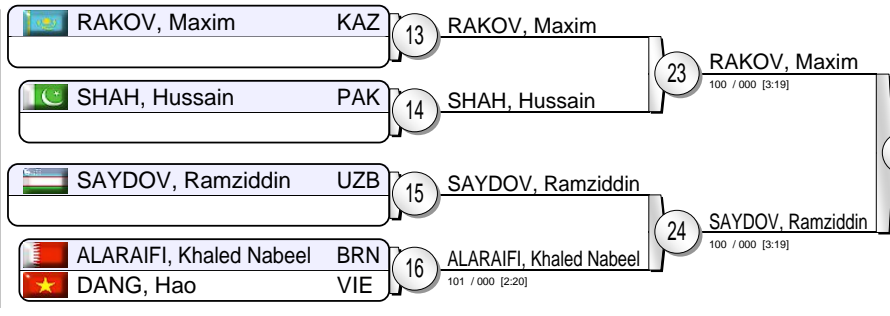 RAKOV, Maxim KAZ
13
RAKOV, Maxim
23
RAKOV, Maxim
100 / 000 [3:19]
SHAH, Hussain PAK
14
SHAH, Hussain
SAYDOV, Ramziddin UZB
15
SAYDOV, Ramziddin
24
SAYDOV, Ramziddin
100 / 000 [3:19]
ALARAIFI, Khaled Nabeel BRN
DANG, Hao VIE
16
ALARAIFI, Khaled Nabeel
101 / 000 [2:20]